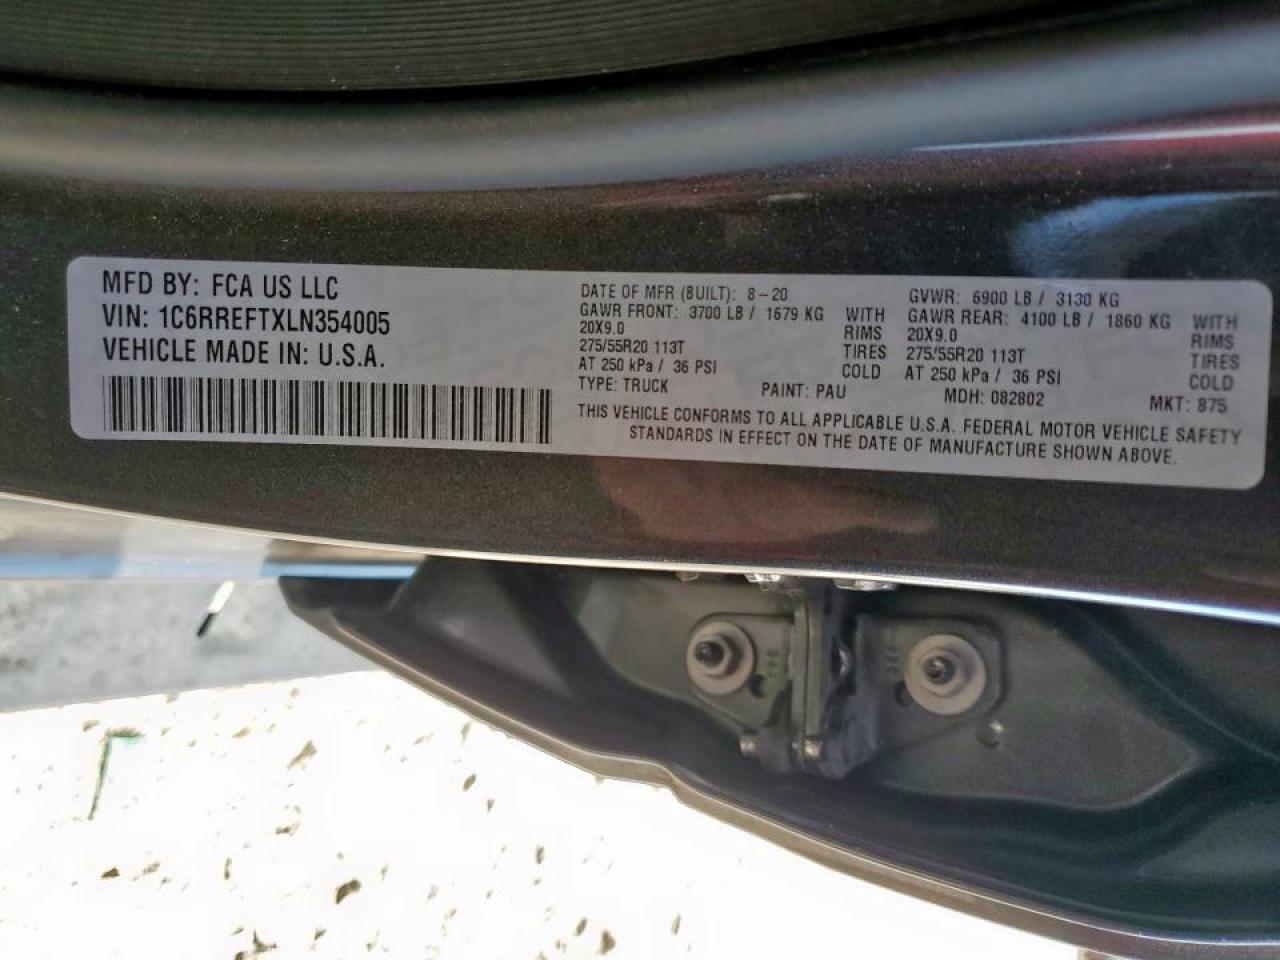 MFD BY: FCA US LLC
VIN: 1C6RREFTXLN354005
VEHICLE MADE IN: U.S.A.
DATE OF MFR (BUILT): 8-20
GAWR FRONT: 3700 LB / 1679 KG WITH
20X9.0 RIMS
275/55R20 113T TIRES
AT 250 kPa / 36 PSI COLD
TYPE: TRUCK PAINT: PAU
GVWR: 6900 LB / 3130 KG
GAWR REAR: 4100 LB / 1860 KG WITH
20X9.0 RIMS
275/55R20 113T TIRES
AT 250 kPa / 36 PSI COLD
MDH: 082802 MKT: 875
THIS VEHICLE CONFORMS TO ALL APPLICABLE U.S.A. FEDERAL MOTOR VEHICLE SAFETY
STANDARDS IN EFFECT ON THE DATE OF MANUFACTURE SHOWN ABOVE.